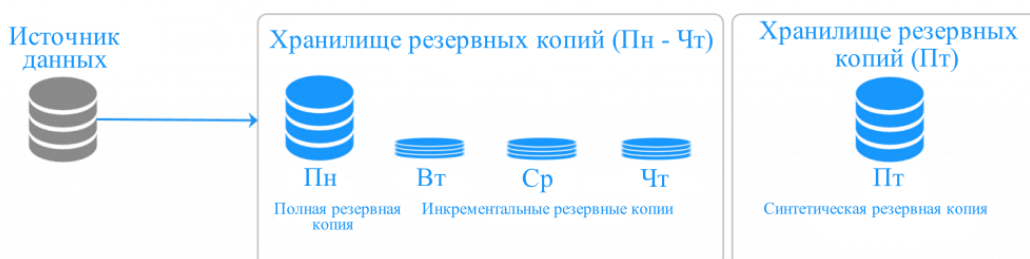 Источник
данных
Хранилище резервных копий (Пн - Чт)
Хранилище резервных
копий (Пт)
Пн
Вт
Ср
Чт
Пт
Полная резервная
копия
Инкрементальные резервные копии
Синтетическая резервная копия